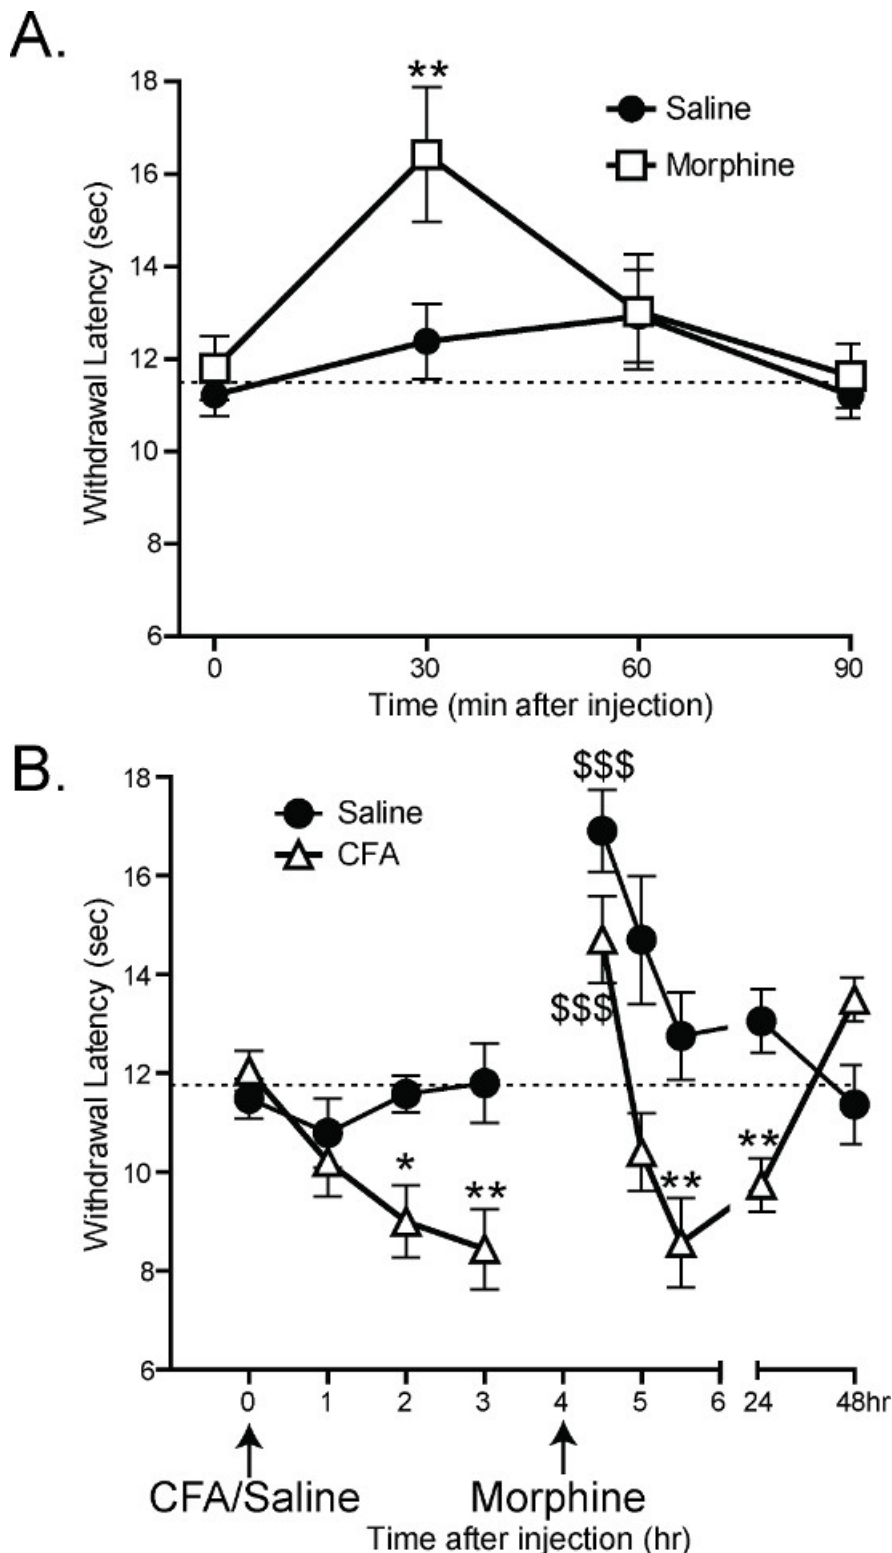 A.
**
18
16
14
12
10
8
6
Withdrawal Latency (sec)
Saline
Morphine
0 30 60 90
Time (min after injection)
B.
$$$
18
16
14
12
10
8
6
Withdrawal Latency (sec)
Saline
CFA
$$$
* ** ** **
0 1 2 3 4 5 6 24 48hr
CFA/Saline Morphine
Time after injection (hr)